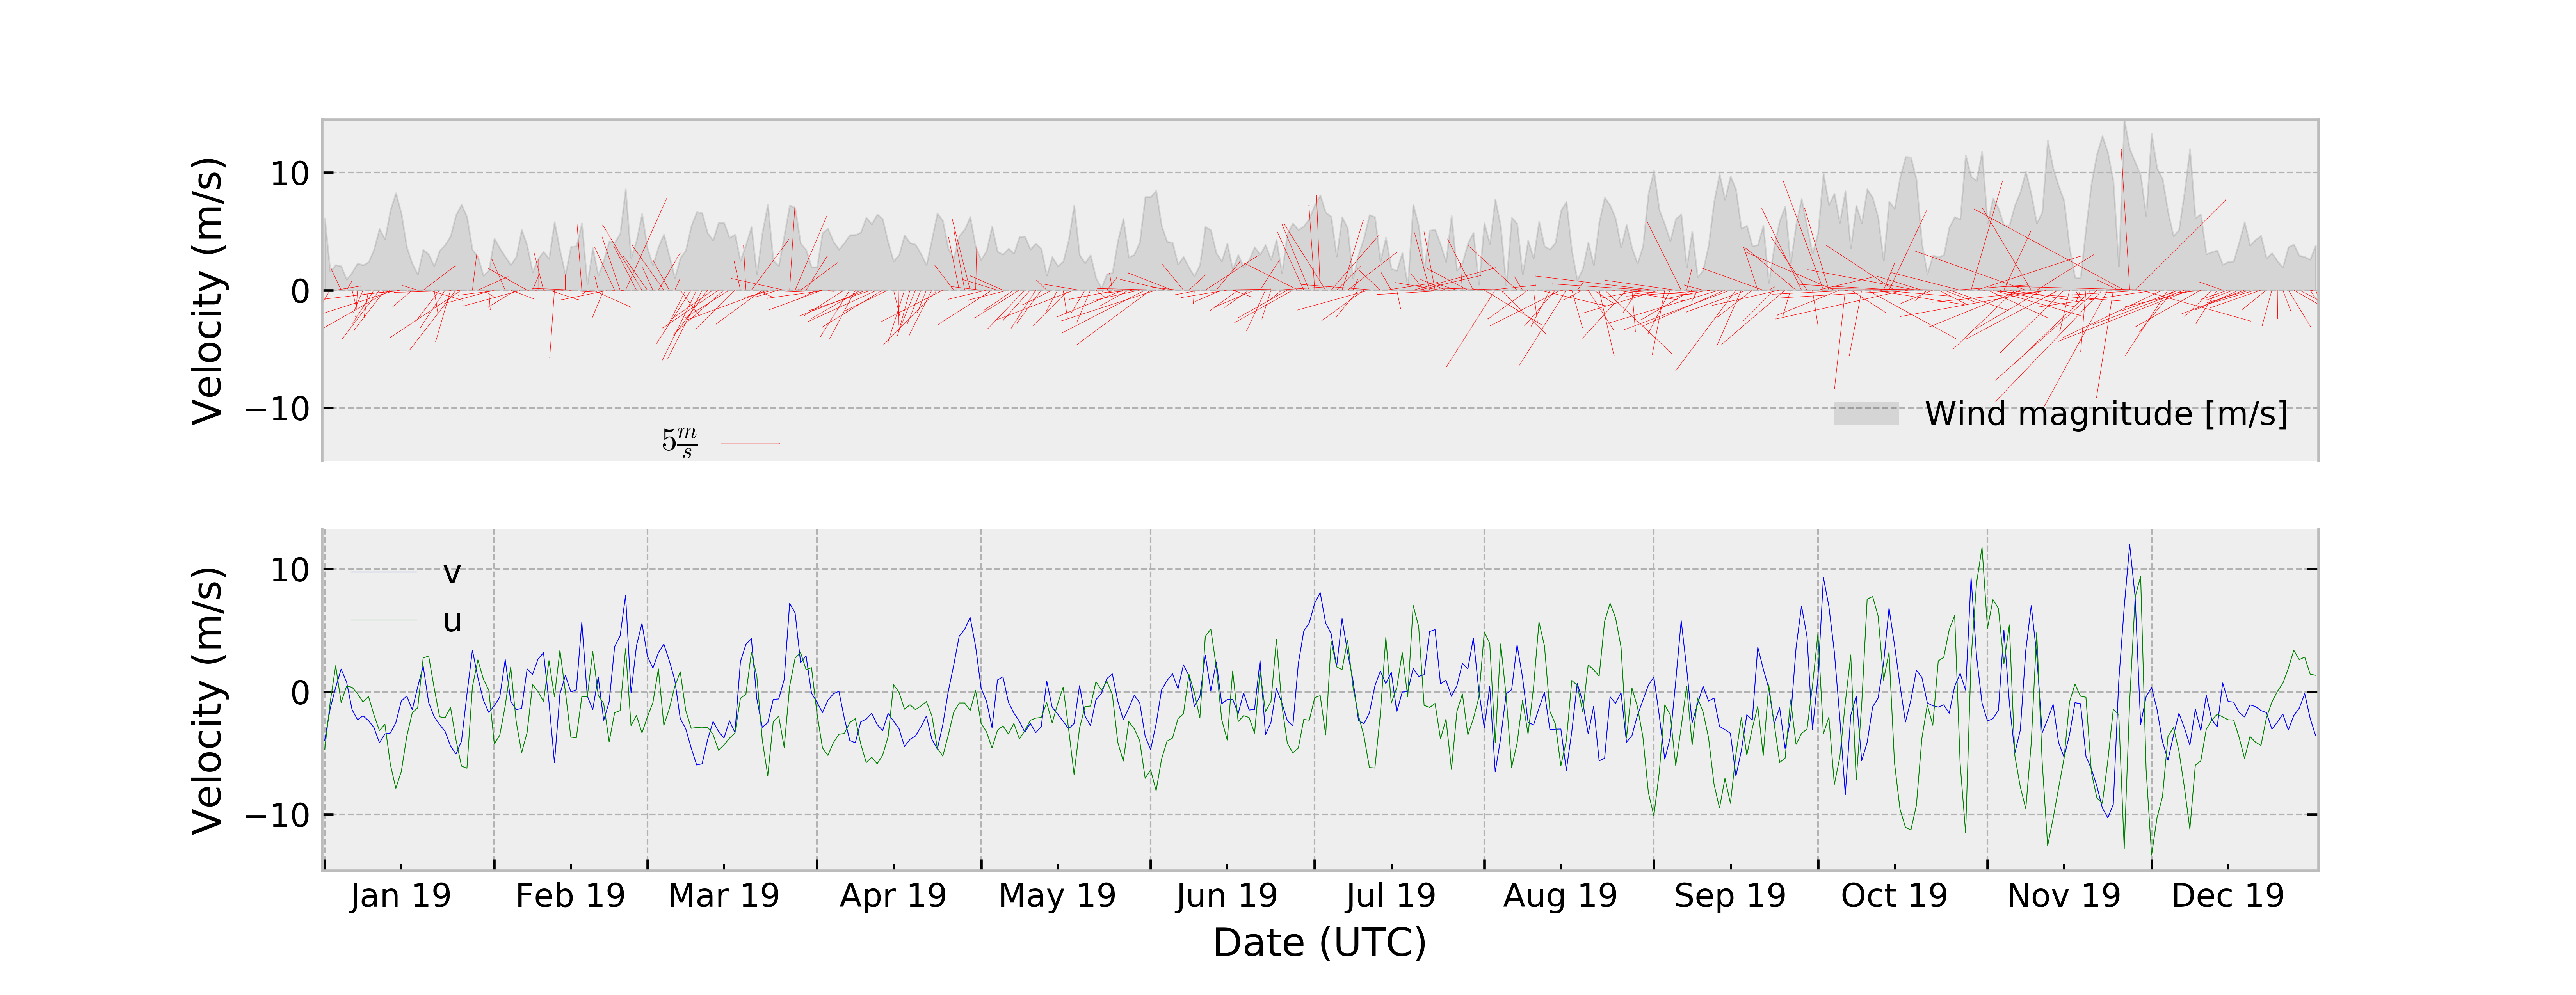 Velocity (m/s)
10
0
−10
5 m/s
Wind magnitude [m/s]
Velocity (m/s)
10
0
−10
v
u
Jan 19 Feb 19 Mar 19 Apr 19 May 19 Jun 19 Jul 19 Aug 19 Sep 19 Oct 19 Nov 19 Dec 19
Date (UTC)